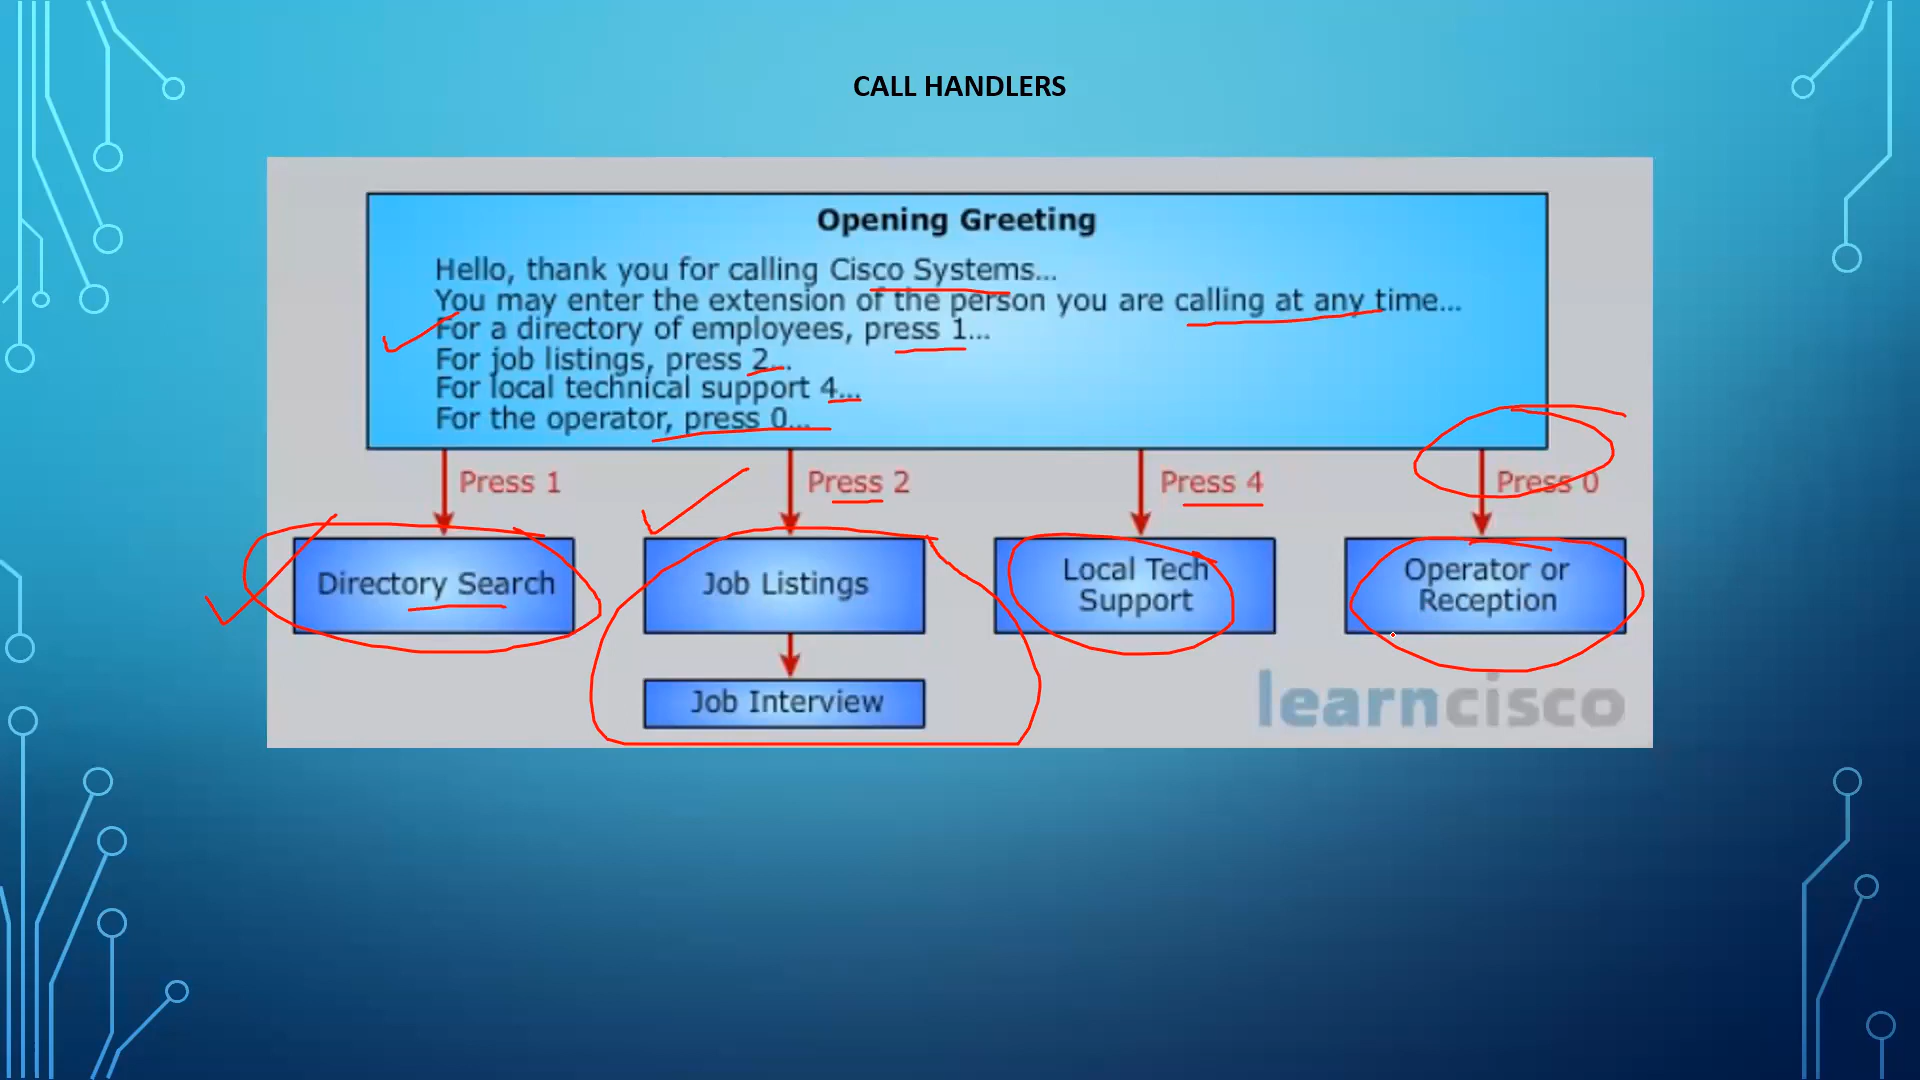 CALL HANDLERS
Opening Greeting
Hello, thank you for calling Cisco Systems...
You may enter the extension of the person you are calling at any time...
For a directory of employees, press 1...
For job listings, press 2...
For local technical support 4...
For the operator, press 0...
Press 1
Press 2
Press 4
Press 0
Directory Search
Job Listings
Local Tech
Support
Operator or
Reception
Job Interview
learncisco